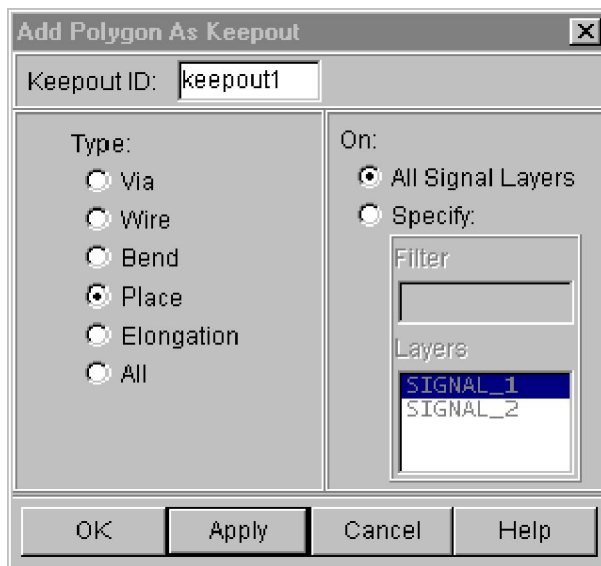 Add Polygon As Keepout
Keepout ID: keepout1
Type:
Via
Wire
Bend
Place
Elongation
All
On:
All Signal Layers
Specify:
Filter
Layers
SIGNAL_1
SIGNAL_2
OK Apply Cancel Help